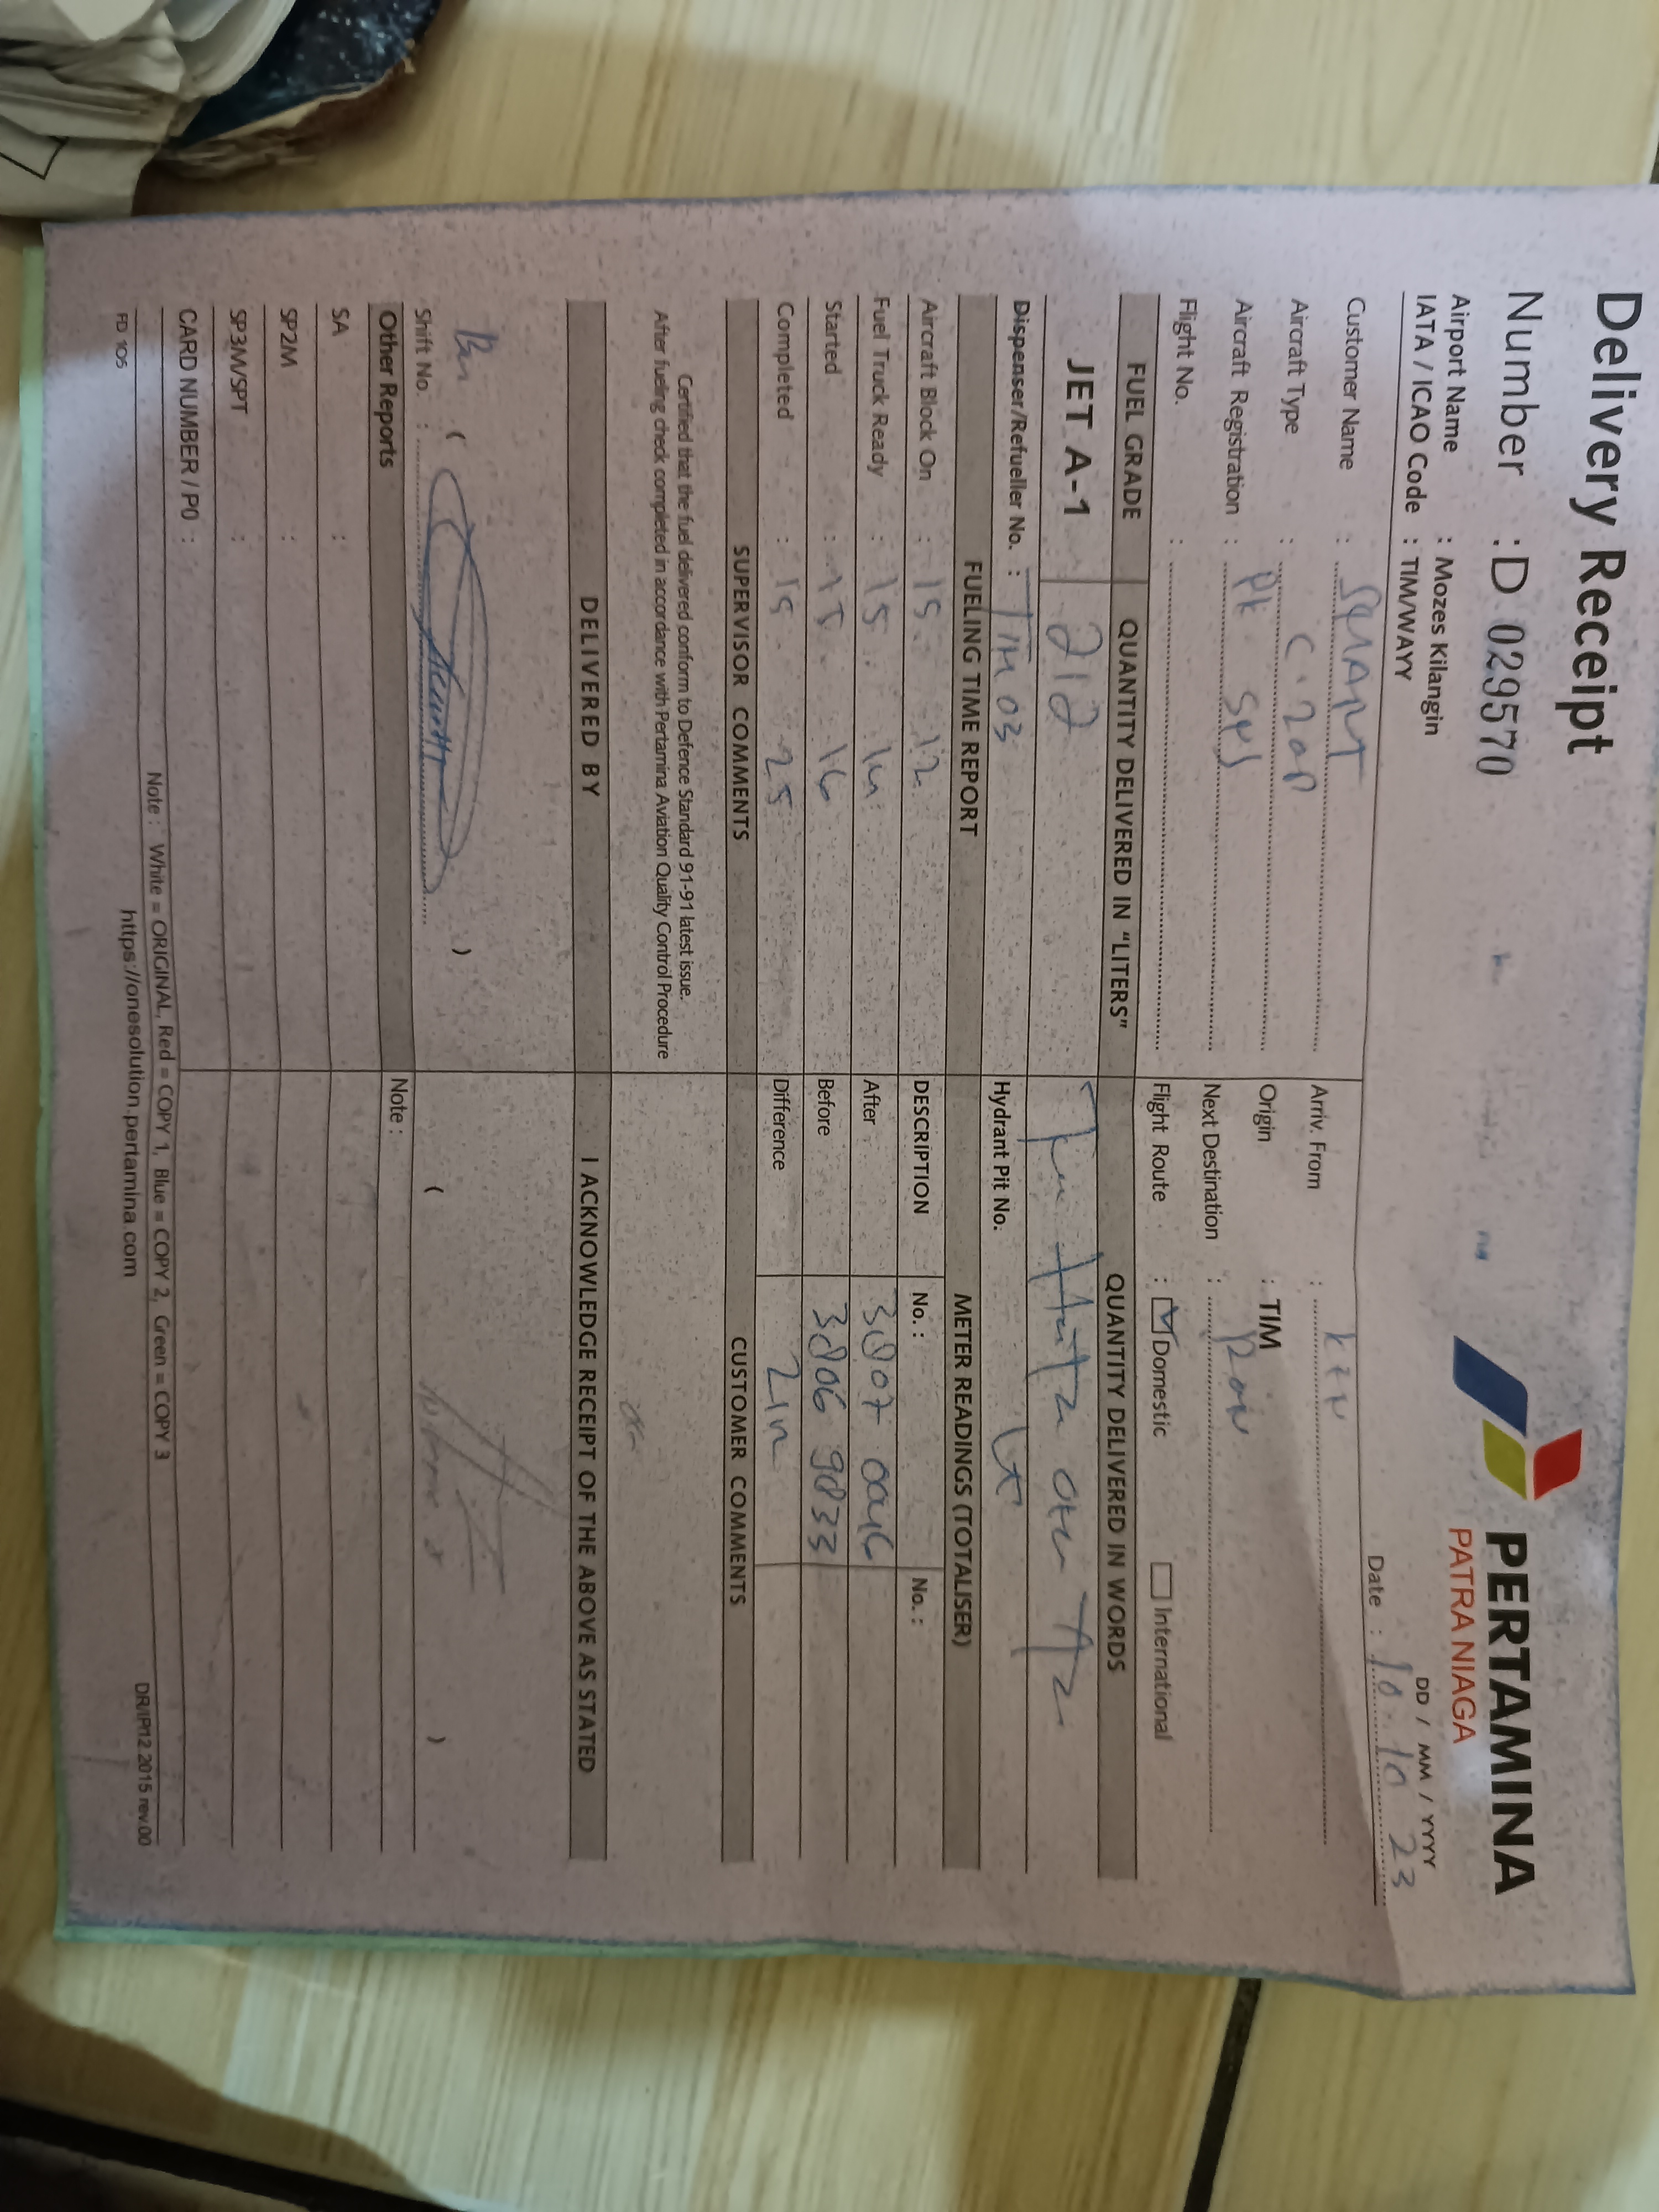 Delivery Receipt
Number : D 029570
PERTAMINA
PATRA NIAGA
Airport Name : Mozes Kilangin
IATA / ICAO Code : TIM/WAYY
DD / MM / YYYY
Date : 10 10 23
Customer Name : SMART
Arriv. From :
Aircraft Type : C.208
Origin : TIM
Aircraft Registration : PK
Next Destination :
Flight No. :
Flight Route : Domestic International
FUEL GRADE QUANTITY DELIVERED IN "LITERS" QUANTITY DELIVERED IN WORDS
JET A-1 212
Dispenser/Refueller No. : TIM 03 Hydrant Pit No.
FUELING TIME REPORT METER READINGS (TOTALISER)
Aircraft Block On : 15. 12 DESCRIPTION No. : No. :
Fuel Truck Ready : 15. 14 After
Started : 15. 16 Before 3806 9833
Completed : 15. 25 Difference
SUPERVISOR COMMENTS CUSTOMER COMMENTS
Certified that the fuel delivered conform to Defence Standard 91-91 latest issue.
After fueling check completed in accordance with Pertamina Aviation Quality Control Procedure
DELIVERED BY I ACKNOWLEDGE RECEIPT OF THE ABOVE AS STATED
( ) ( )
Shift No. :
Other Reports Note :
SA :
SP2M :
SP3M/SPT :
CARD NUMBER / PO :
Note : White = ORIGINAL, Red = COPY 1, Blue = COPY 2, Green = COPY 3
FD 105 https://onesolution.pertamina.com DR/IP/12.2015 rev.00